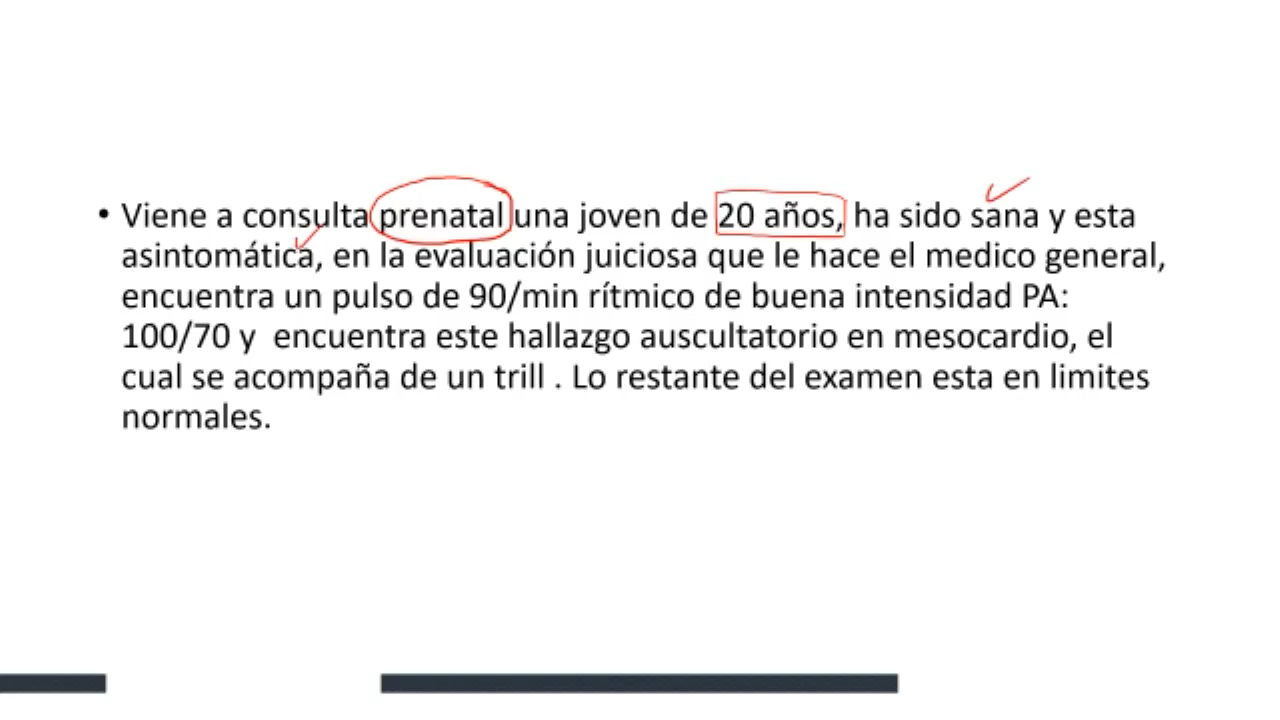 • Viene a consulta prenatal una joven de 20 años, ha sido sana y esta
asintomática, en la evaluación juiciosa que le hace el medico general,
encuentra un pulso de 90/min rítmico de buena intensidad PA:
100/70 y  encuentra este hallazgo auscultatorio en mesocardio, el
cual se acompaña de un trill . Lo restante del examen esta en limites
normales.